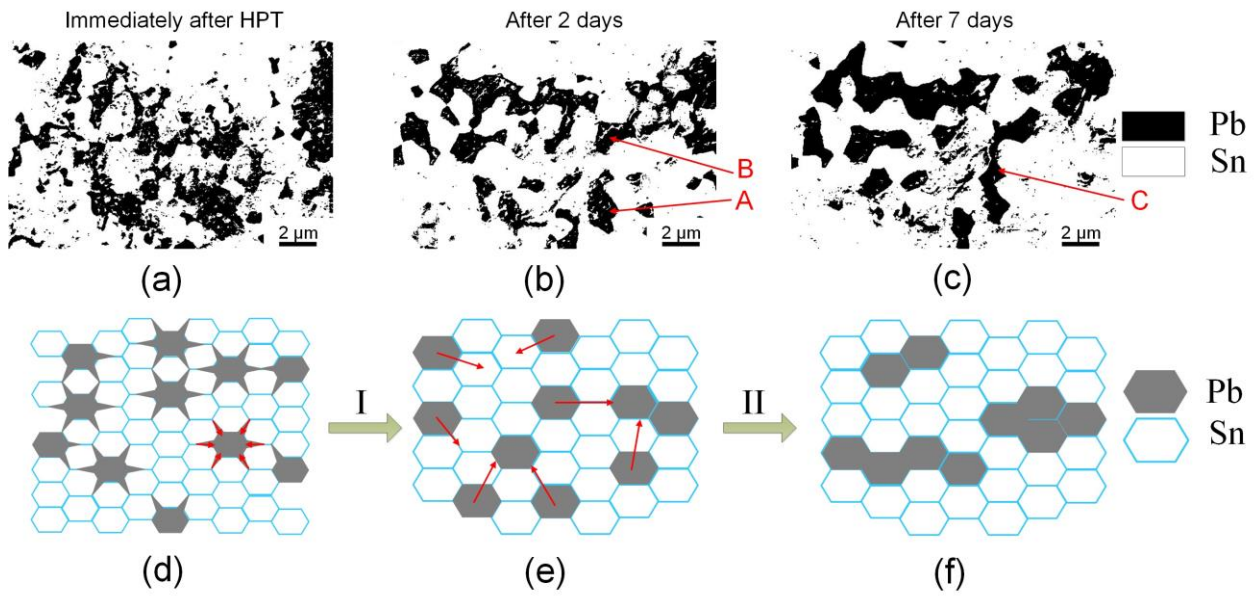 Immediately after HPT
After 2 days
After 7 days
Pb
Sn
B
A
C
2 μm
2 μm
2 μm
(a)
(b)
(c)
I
II
Pb
Sn
(d)
(e)
(f)